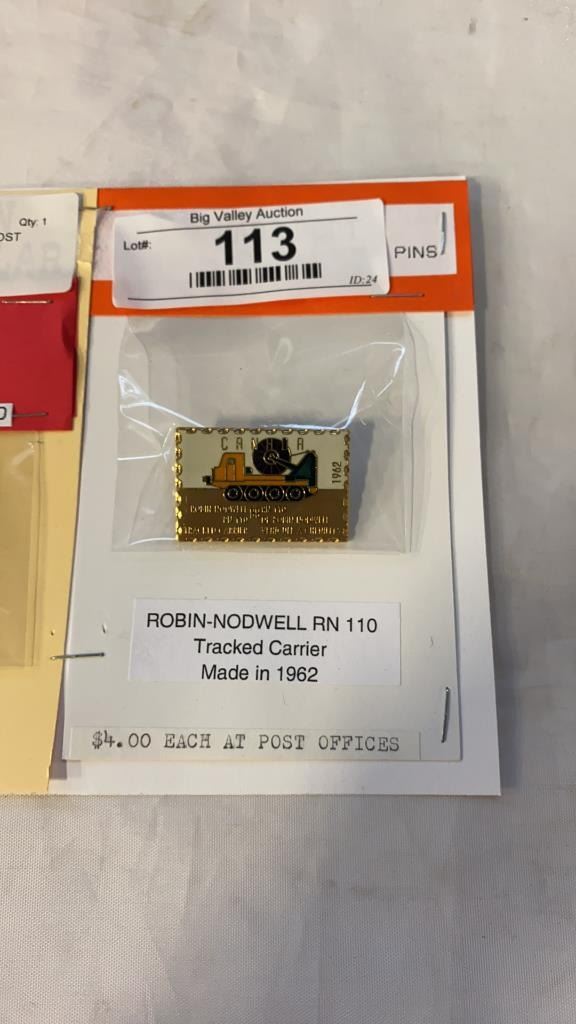 Qty: 1
OST
Big Valley Auction
Lot#:
113
ID:24
PINS
CANADA
1962
ROBIN-NODWELL RN 110
Tracked Carrier
Made in 1962
$4.00 EACH AT POST OFFICES